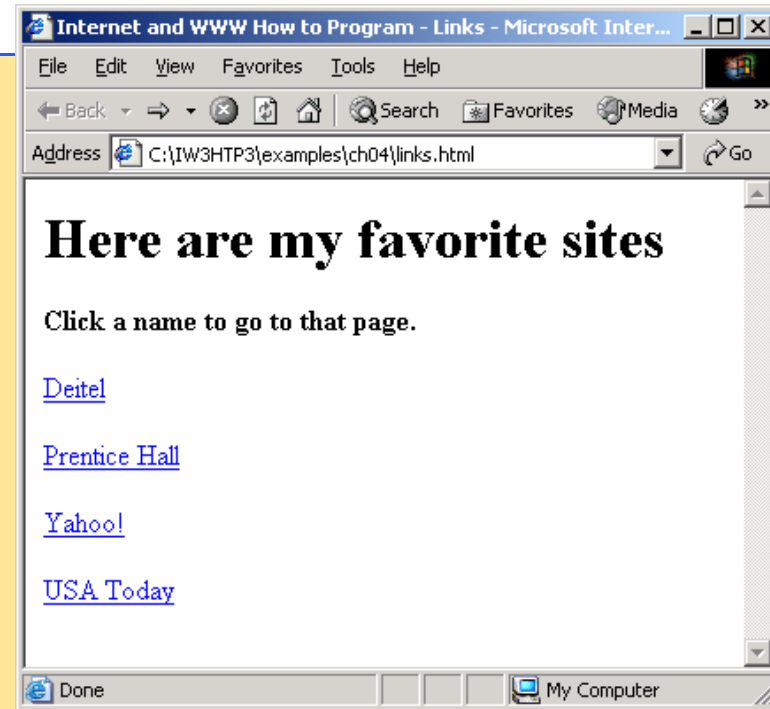 Internet and WWW How to Program - Links - Microsoft Inter...
File Edit View Favorites Tools Help
Back Search Favorites Media »
Address C:\IW3HTP3\examples\ch04\links.html Go
Here are my favorite sites
Click a name to go to that page.
Deitel
Prentice Hall
Yahoo!
USA Today
Done My Computer